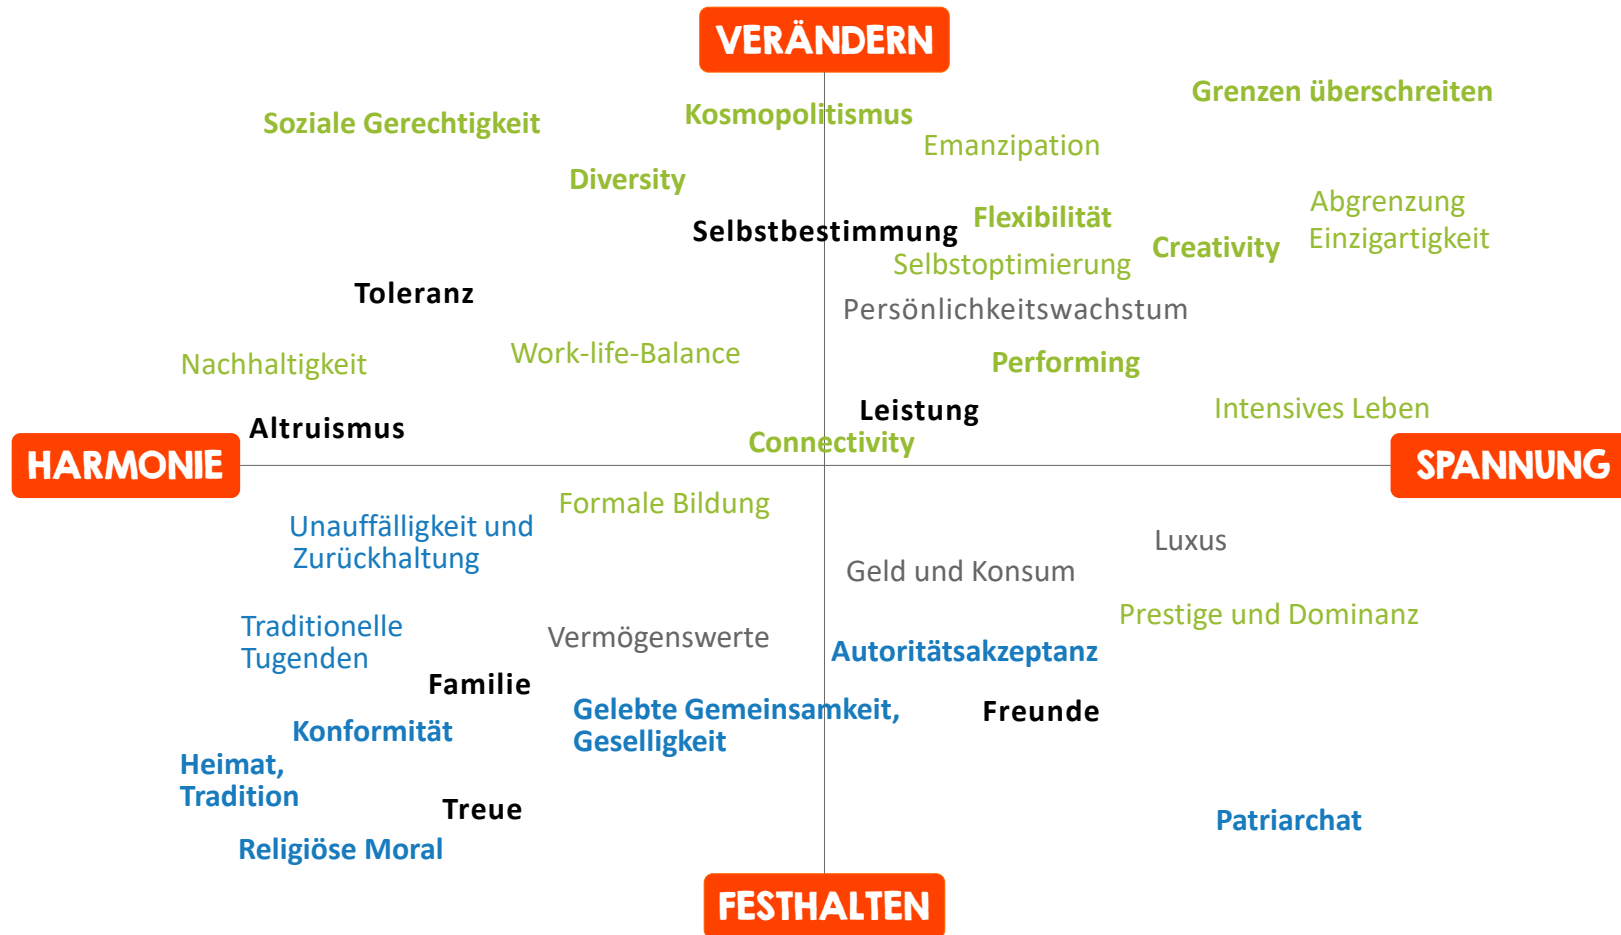 VERÄNDERN
Grenzen überschreiten
Soziale Gerechtigkeit
Kosmopolitismus
Emanzipation
Diversity
Abgrenzung
Einzigartigkeit
Selbstbestimmung
Flexibilität
Creativity
Selbstoptimierung
Toleranz
Persönlichkeitswachstum
Nachhaltigkeit
Work-life-Balance
Performing
Leistung
Intensives Leben
Altruismus
Connectivity
HARMONIE
SPANNUNG
Formale Bildung
Unauffälligkeit und
Zurückhaltung
Luxus
Geld und Konsum
Prestige und Dominanz
Traditionelle
Tugenden
Vermögenswerte
Autoritätsakzeptanz
Familie
Gelebte Gemeinsamkeit,
Geselligkeit
Freunde
Konformität
Heimat,
Tradition
Treue
Patriarchat
Religiöse Moral
FESTHALTEN